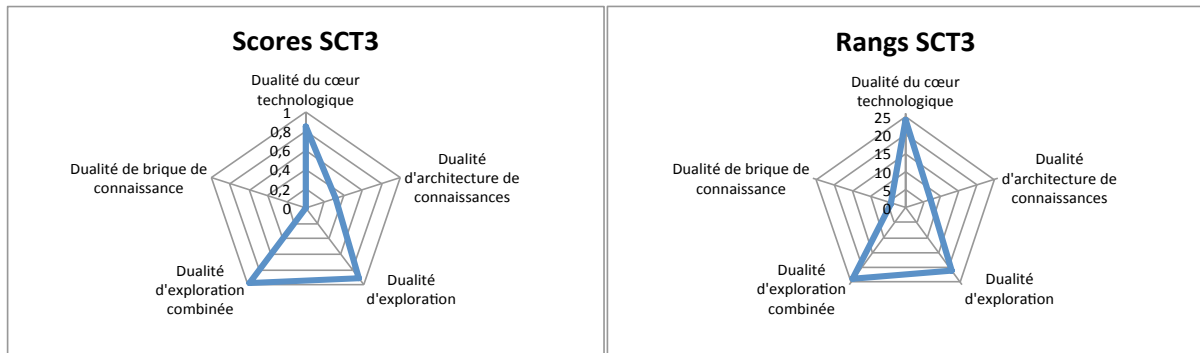 Scores SCT3
Dualité du cœur
technologique
1
0,8
0,6
0,4
0,2
0
Dualité
d'architecture de
connaissances
Dualité
d'exploration
Dualité
d'exploration
combinée
Dualité de brique de
connaissance
Rangs SCT3
Dualité du cœur
technologique
25
20
15
10
5
0
Dualité
d'architecture de
connaissances
Dualité
d'exploration
Dualité
d'exploration
combinée
Dualité de brique de
connaissance